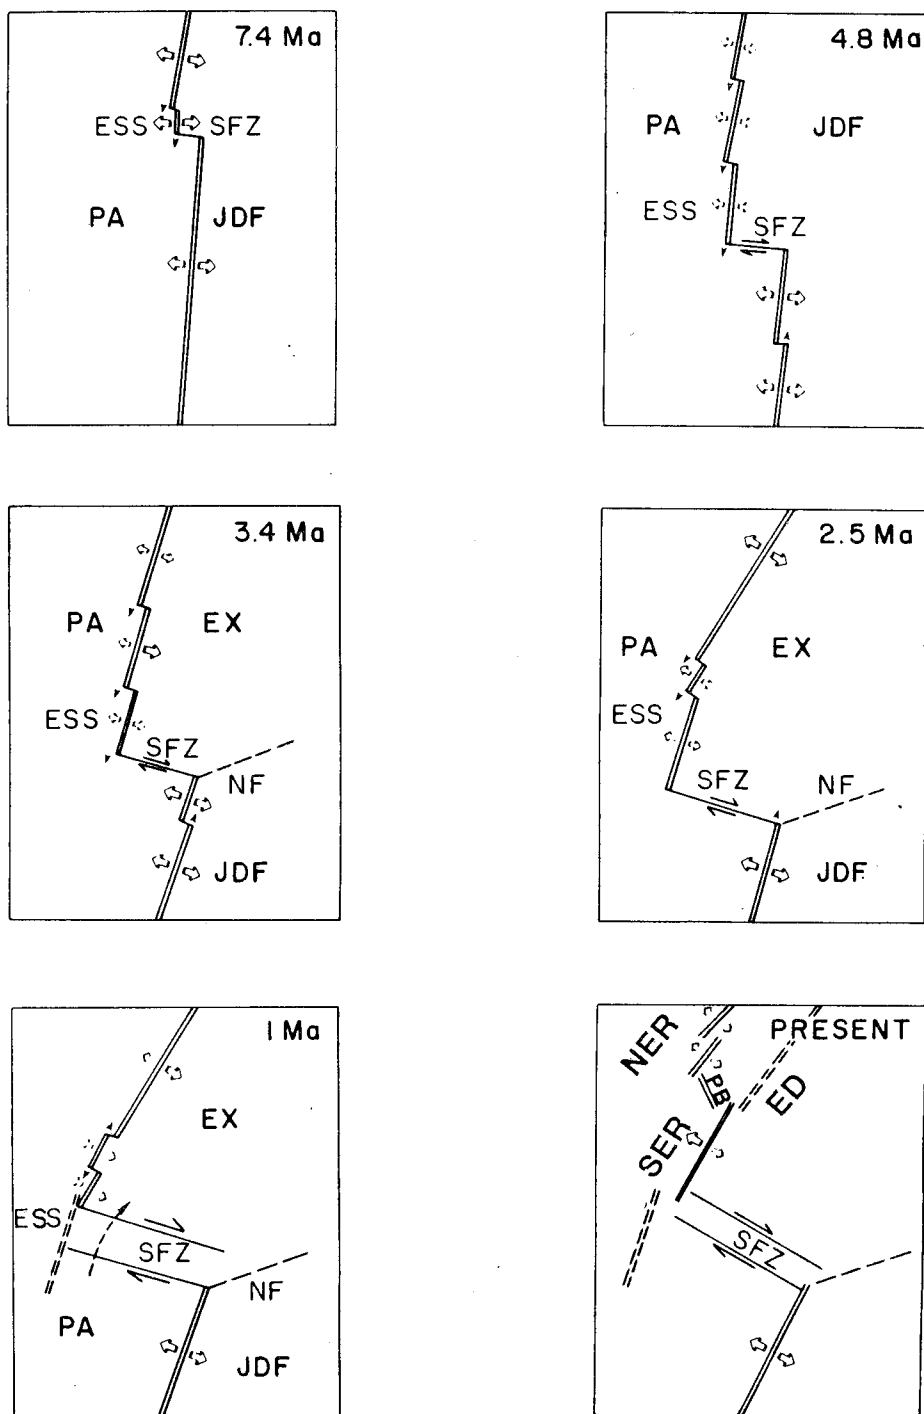 7.4 Ma
ESS
SFZ
PA
JDF
4.8 Ma
PA
JDF
ESS
SFZ
3.4 Ma
PA
EX
ESS
SFZ
NF
JDF
2.5 Ma
PA
EX
ESS
SFZ
NF
JDF
1 Ma
EX
ESS
SFZ
NF
PA
JDF
PRESENT
NER
PB
ED
SER
SFZ